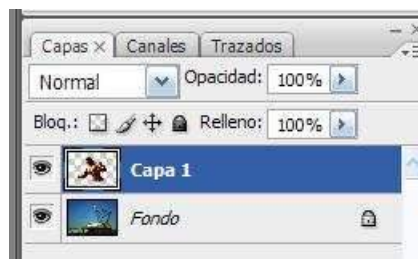 Capas × Canales Trazados
Normal Opacidad: 100%
Bloq.: Relleno: 100%
Capa 1
Fondo